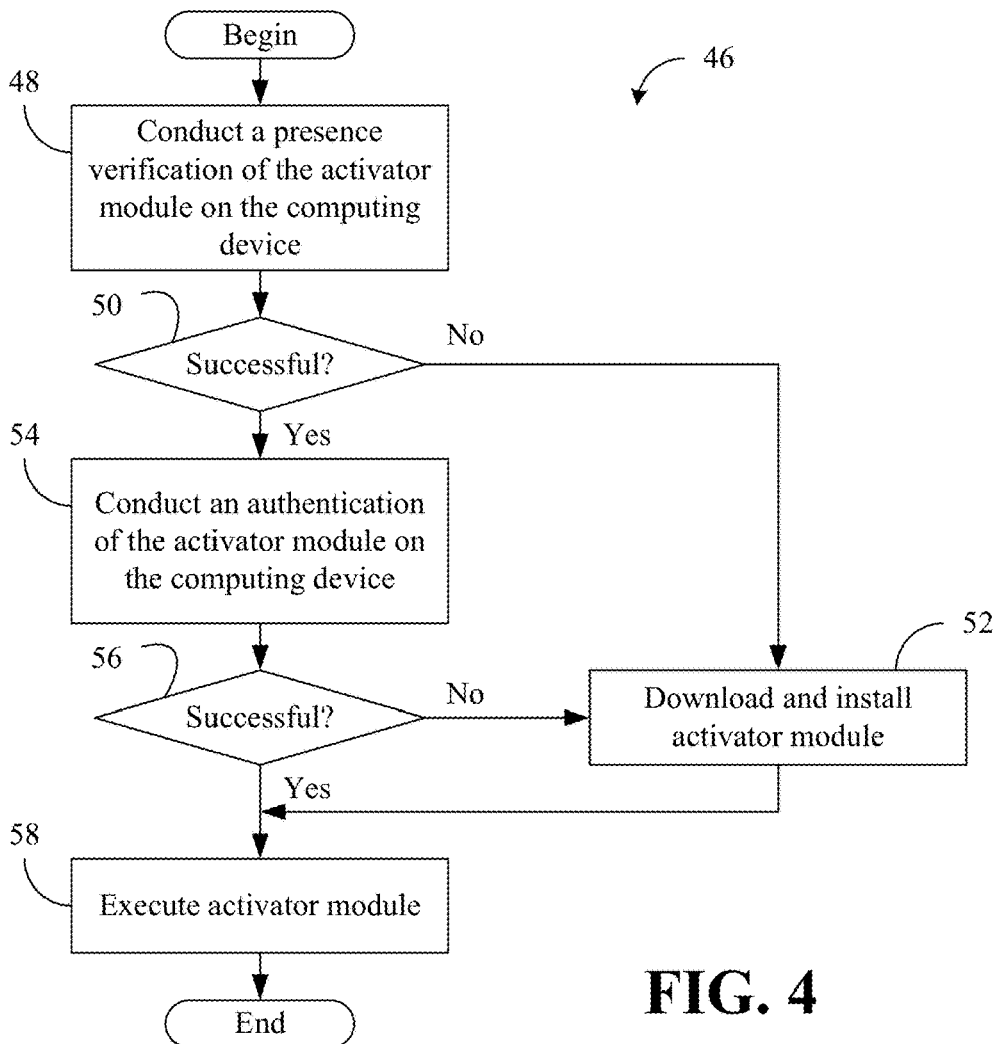 Begin
46
48
Conduct a presence
verification of the activator
module on the computing
device
50
Successful?
No
Yes
54
Conduct an authentication
of the activator module on
the computing device
56
Successful?
No
52
Download and install
activator module
Yes
58
Execute activator module
End
FIG. 4